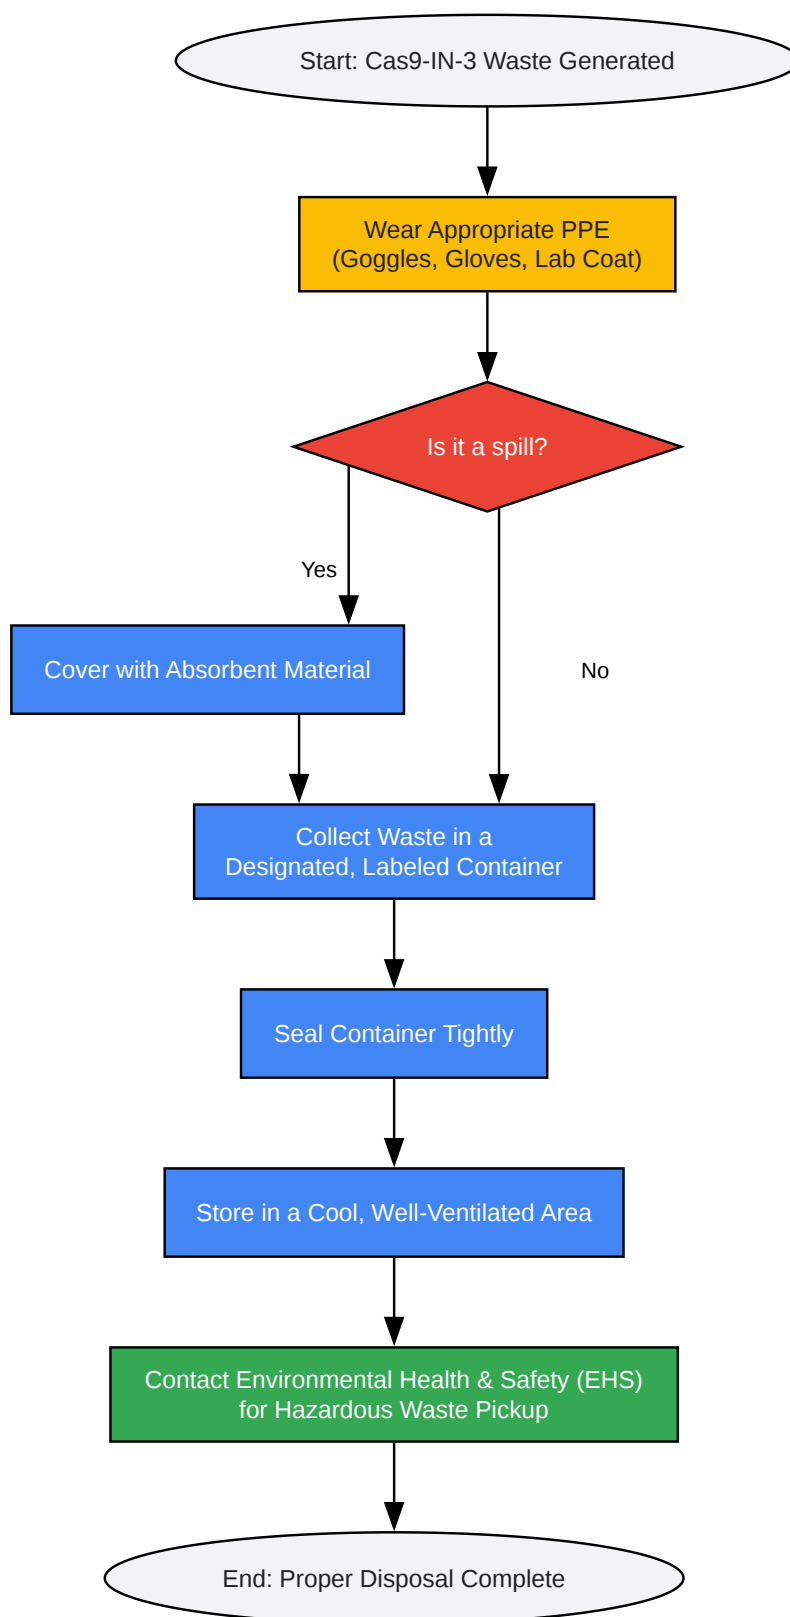 Start: Cas9-IN-3 Waste Generated
Wear Appropriate PPE
(Goggles, Gloves, Lab Coat)
Is it a spill?
Yes
Cover with Absorbent Material
No
Collect Waste in a
Designated, Labeled Container
Seal Container Tightly
Store in a Cool, Well-Ventilated Area
Contact Environmental Health & Safety (EHS)
for Hazardous Waste Pickup
End: Proper Disposal Complete